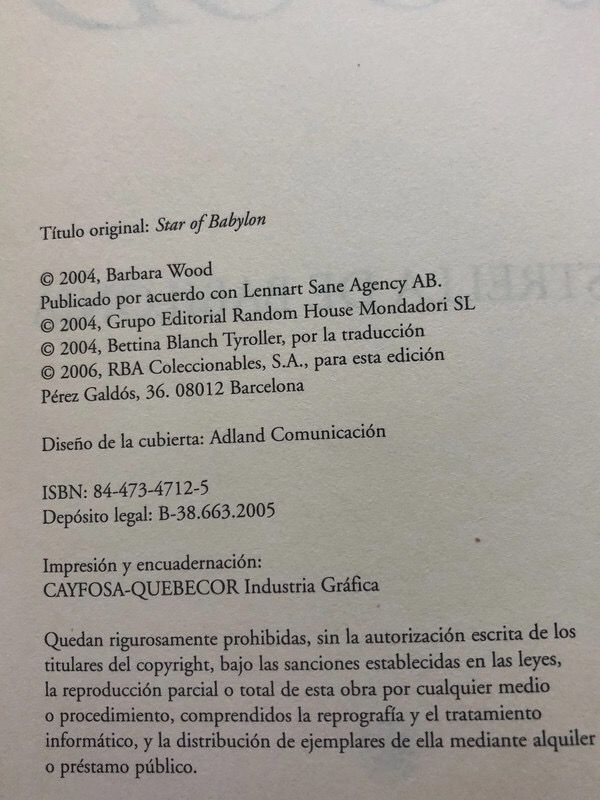 Título original: Star of Babylon
© 2004, Barbara Wood
Publicado por acuerdo con Lennart Sane Agency AB.
© 2004, Grupo Editorial Random House Mondadori SL
© 2004, Bettina Blanch Tyroller, por la traducción
© 2006, RBA Coleccionables, S.A., para esta edición
Pérez Galdós, 36. 08012 Barcelona
Diseño de la cubierta: Adland Comunicación
ISBN: 84-473-4712-5
Depósito legal: B-38.663.2005
Impresión y encuadernación:
CAYFOSA-QUEBECOR Industria Gráfica
Quedan rigurosamente prohibidas, sin la autorización escrita de los
titulares del copyright, bajo las sanciones establecidas en las leyes,
la reproducción parcial o total de esta obra por cualquier medio
o procedimiento, comprendidos la reprografía y el tratamiento
informático, y la distribución de ejemplares de ella mediante alquiler
o préstamo público.